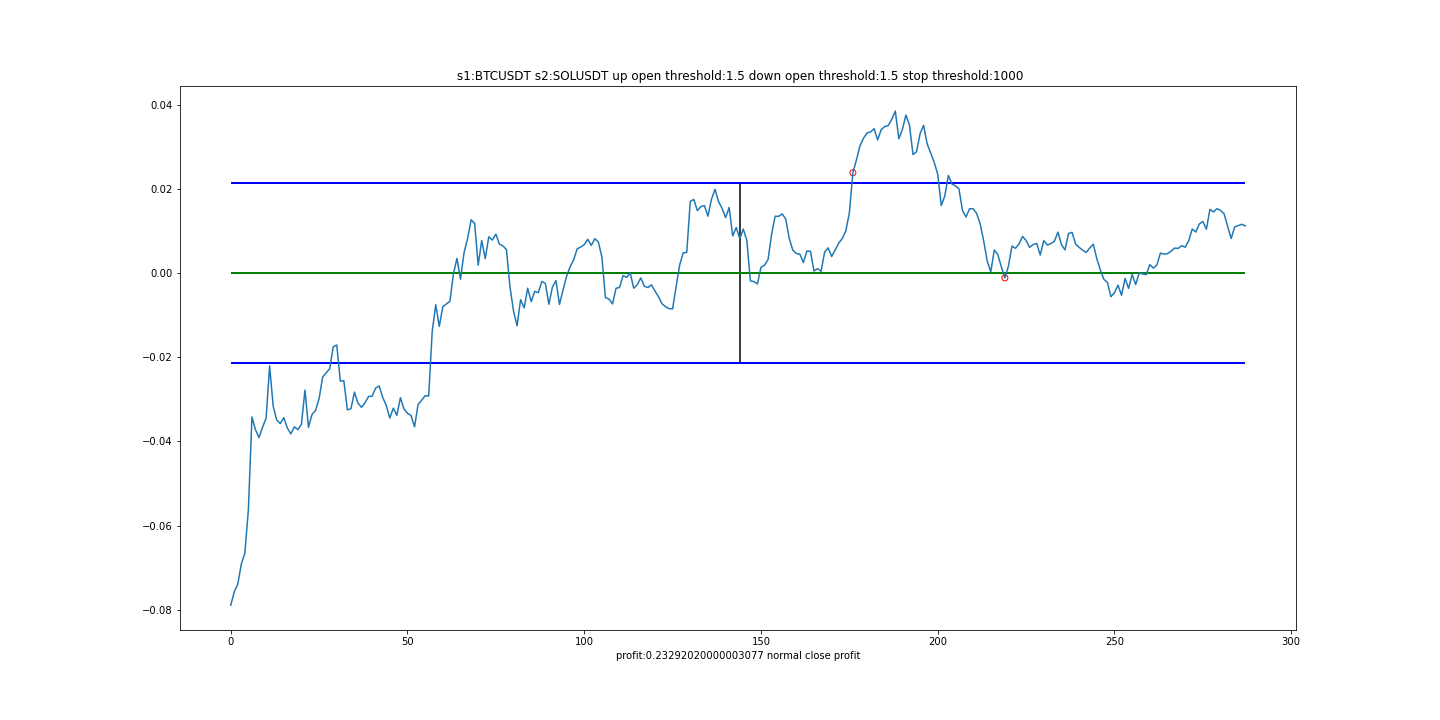 s1:BTCUSDT s2:SOLUSDT up open threshold:1.5 down open threshold:1.5 stop threshold:1000
0.04
0.02
0.00
−0.02
−0.04
−0.06
−0.08
0 50 100 150 200 250 300
profit:0.23292020000003077 normal close profit